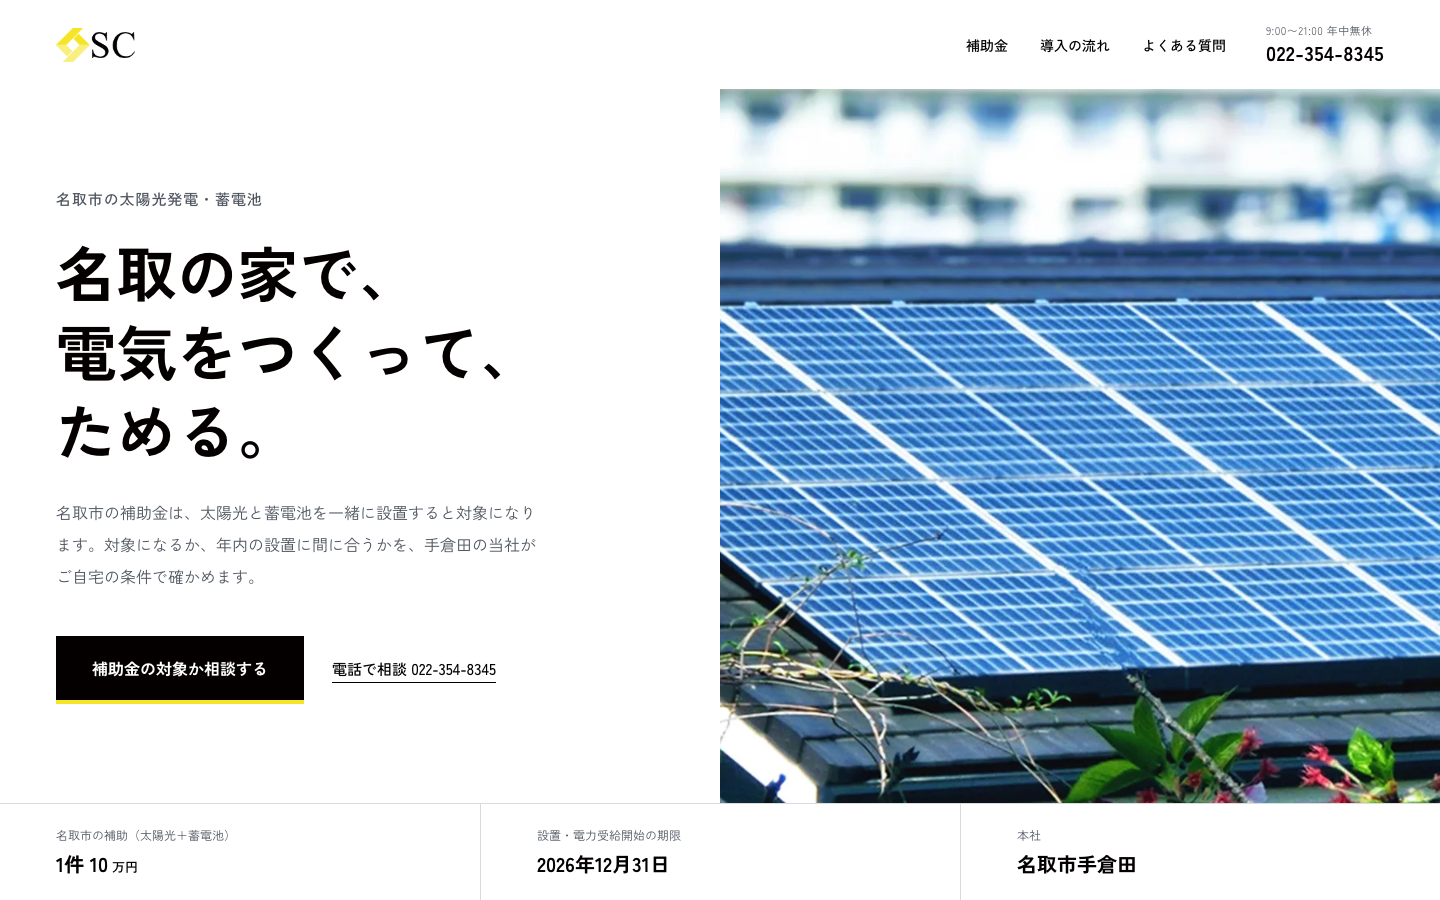 SC
補助金
導入の流れ
よくある質問
9:00〜21:00 年中無休
022-354-8345
名取市の太陽光発電・蓄電池
名取の家で、
電気をつくって、
ためる。
名取市の補助金は、太陽光と蓄電池を一緒に設置すると対象になり
ます。対象になるか、年内の設置に間に合うかを、手倉田の当社が
ご自宅の条件で確かめます。
補助金の対象か相談する
電話で相談 022-354-8345
名取市の補助（太陽光＋蓄電池）
1件 10 万円
設置・電力受給開始の期限
2026年12月31日
本社
名取市手倉田